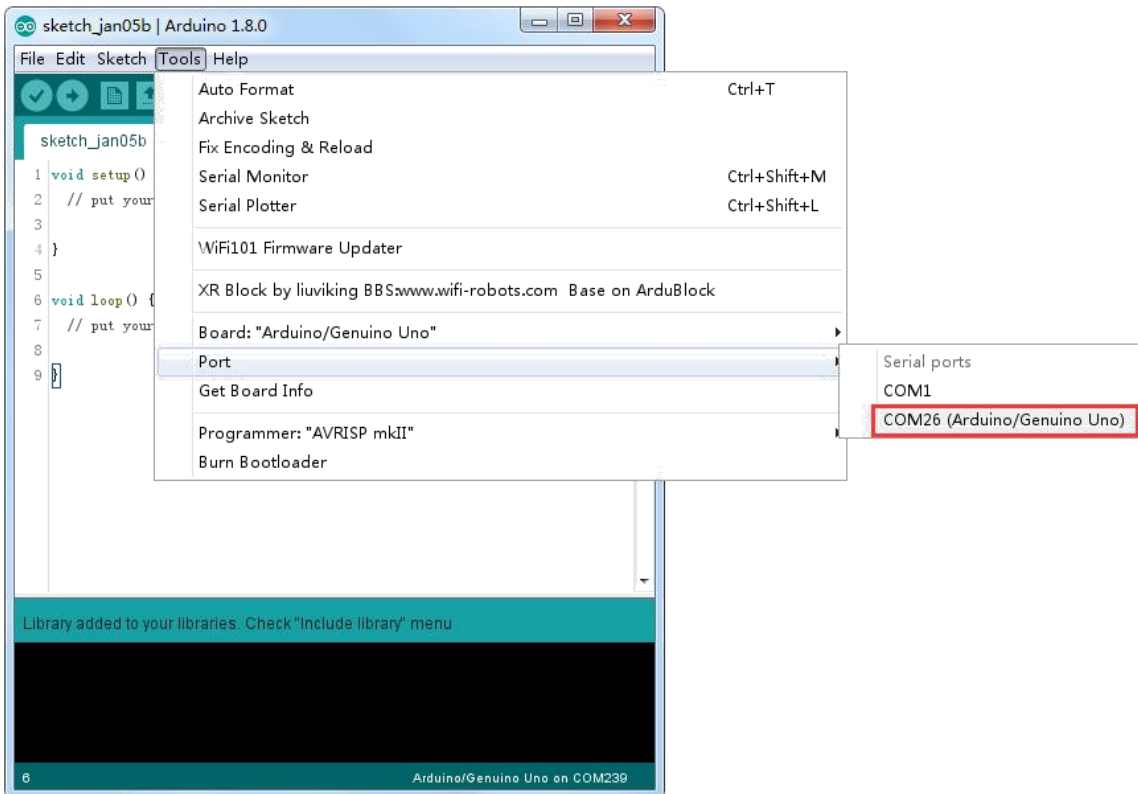 sketch_jan05b | Arduino 1.8.0
File Edit Sketch Tools Help
sketch_jan05b
1 void setup()
2 // put your
3
4 }
5
6 void loop() {
7 // put your
8
9 }
Auto Format Ctrl+T
Archive Sketch
Fix Encoding & Reload
Serial Monitor Ctrl+Shift+M
Serial Plotter Ctrl+Shift+L
WiFi101 Firmware Updater
XR Block by liuviking BBS:www.wifi-robots.com Base on ArduBlock
Board: "Arduino/Genuino Uno"
Port
Get Board Info
Programmer: "AVRISP mkII"
Burn Bootloader
Serial ports
COM1
COM26 (Arduino/Genuino Uno)
Library added to your libraries. Check "Include library" menu
6 Arduino/Genuino Uno on COM239